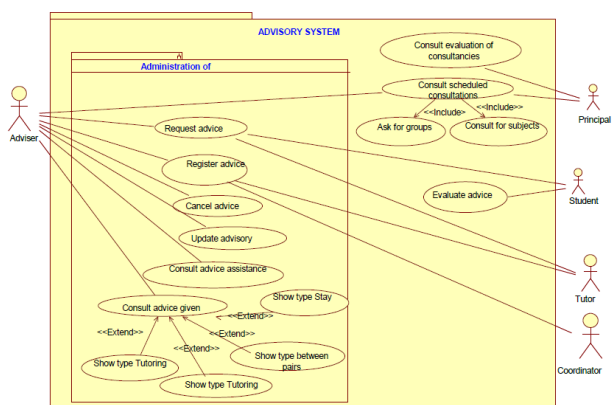 ADVISORY SYSTEM
Administration of
Consult evaluation of
consultancies
Consult scheduled
consultations
<<Include>
<<Include>>
Ask for groups
Consult for subjects
Principal
Adviser
Request advice
Register advice
Evaluate advice
Student
Cancel advice
Update advisory
Consult advice assistance
Tutor
Consult advice given
Show type Stay
<<Extend>>
<<Extend>>
<<Extend>>
Show type Tutoring
Show type between
pairs
Show type Tutoring
Coordinator